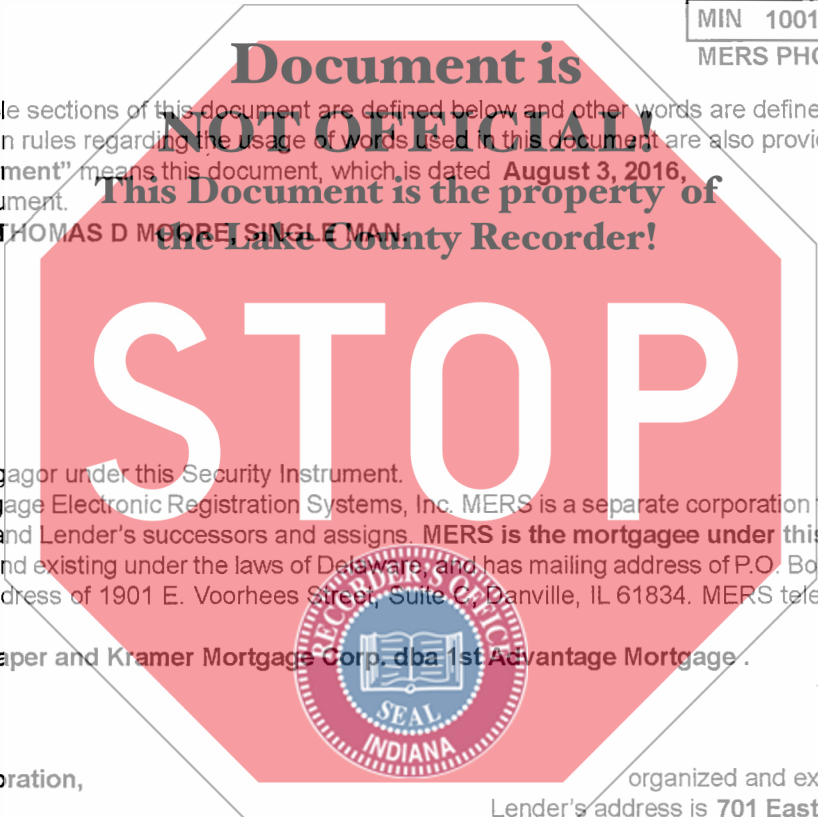 MIN 1001
MERS PHO
Document is
le sections of this document are defined below and other words are define
NOT OFFICIAL!
n rules regarding the usage of words used in this document are also provi
ment” means this document, which is dated August 3, 2016,
This Document is the property of
ument.
THOMAS D MOORE, SINGLE MAN.
the Lake County Recorder!
STOP
gagor under this Security Instrument.
gage Electronic Registration Systems, Inc. MERS is a separate corporation
and Lender's successors and assigns. MERS is the mortgagee under this
nd existing under the laws of Delaware, and has mailing address of P.O. Bo
dress of 1901 E. Voorhees Street, Suite C, Danville, IL 61834. MERS tele
RECORDER'S OFFICE
aper and Kramer Mortgage Corp. dba 1st Advantage Mortgage .
SEAL
INDIANA
oration,
organized and ex
Lender's address is 701 East